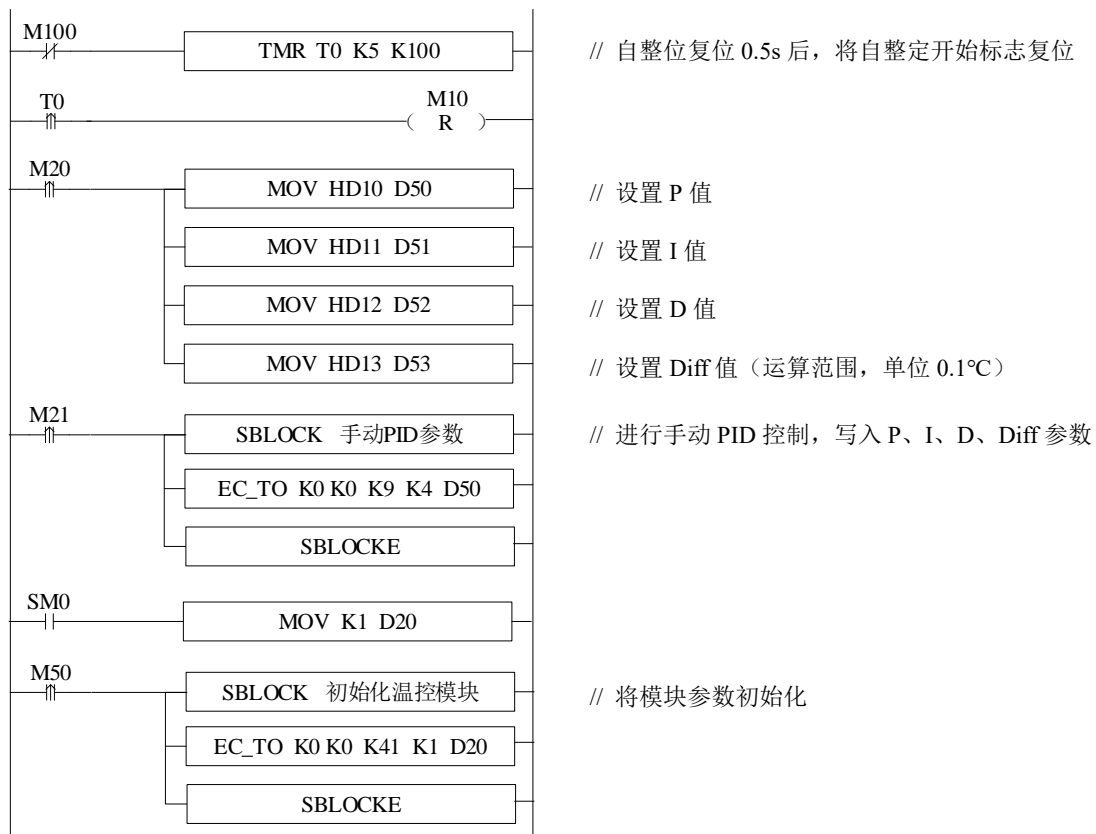 M100
TMR T0 K5 K100 // 自整位复位 0.5s 后，将自整定开始标志复位
T0 M10
( R )
M20
MOV HD10 D50 // 设置 P 值
MOV HD11 D51 // 设置 I 值
MOV HD12 D52 // 设置 D 值
MOV HD13 D53 // 设置 Diff 值（运算范围，单位 0.1℃）
M21
SBLOCK 手动PID参数 // 进行手动 PID 控制，写入 P、I、D、Diff 参数
EC_TO K0 K0 K9 K4 D50
SBLOCKE
SM0
MOV K1 D20
M50
SBLOCK 初始化温控模块 // 将模块参数初始化
EC_TO K0 K0 K41 K1 D20
SBLOCKE